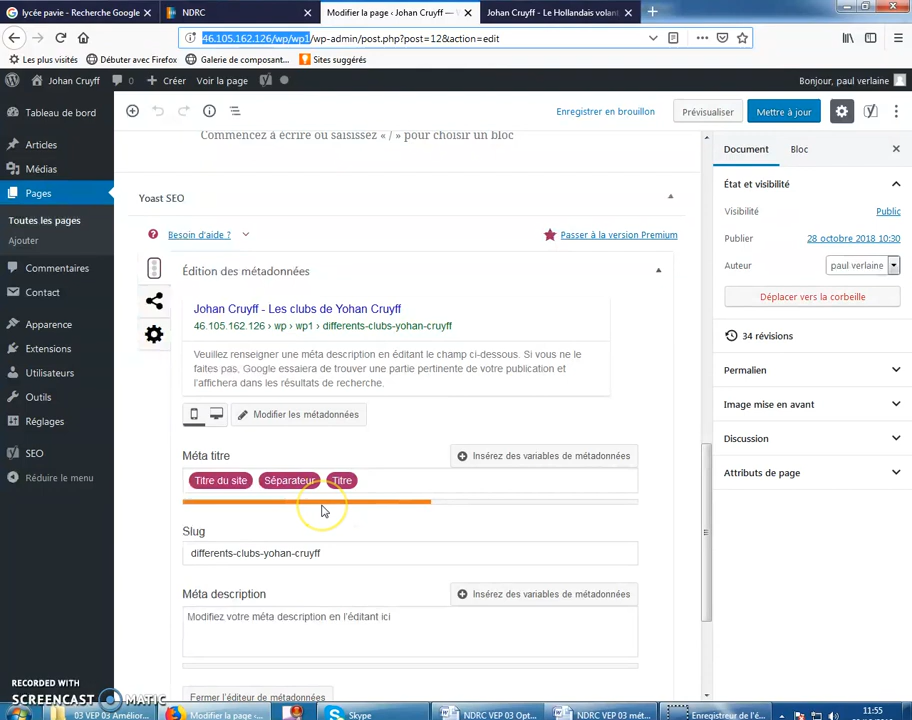 lycée pavie - Recherche Google
NDRC
Modifier la page ‹ Johan Cruyff —
Johan Cruyff - Le Hollandais volant
46.105.162.126/wp/wp1/wp-admin/post.php?post=12&action=edit
Les plus visités
Débuter avec Firefox
Galerie de composant...
Sites suggérés
Johan Cruyff
0
Créer
Voir la page
Bonjour, paul verlaine
Tableau de bord
Articles
Médias
Pages
Toutes les pages
Ajouter
Commentaires
Contact
Apparence
Extensions
Utilisateurs
Outils
Réglages
SEO
Réduire le menu
Enregistrer en brouillon
Prévisualiser
Mettre à jour
Commencez à écrire ou saisissez « / » pour choisir un bloc
Yoast SEO
Besoin d'aide ?
Passer à la version Premium
Édition des métadonnées
Johan Cruyff - Les clubs de Yohan Cruyff
46.105.162.126 › wp › wp1 › differents-clubs-yohan-cruyff
Veuillez renseigner une méta description en éditant le champ ci-dessous. Si vous ne le
faites pas, Google essaiera de trouver une partie pertinente de votre publication et
l'affichera dans les résultats de recherche.
Modifier les métadonnées
Méta titre
Insérez des variables de métadonnées
Titre du site
Séparateur
Titre
Slug
differents-clubs-yohan-cruyff
Méta description
Insérez des variables de métadonnées
Modifiez votre méta description en l'éditant ici
Fermer l'éditeur de métadonnées
Document
Bloc
État et visibilité
Visibilité
Public
Publier
28 octobre 2018 10:30
Auteur
paul verlaine
Déplacer vers la corbeille
34 révisions
Permalien
Image mise en avant
Discussion
Attributs de page
RECORDED WITH
SCREENCAST MATIC
03 VEP 03 Amélior...
Modifier la page -...
Skype
NDRC VEP 03 Opt...
NDRC VEP 03 mét...
Enregistreur de l'é...
11:55